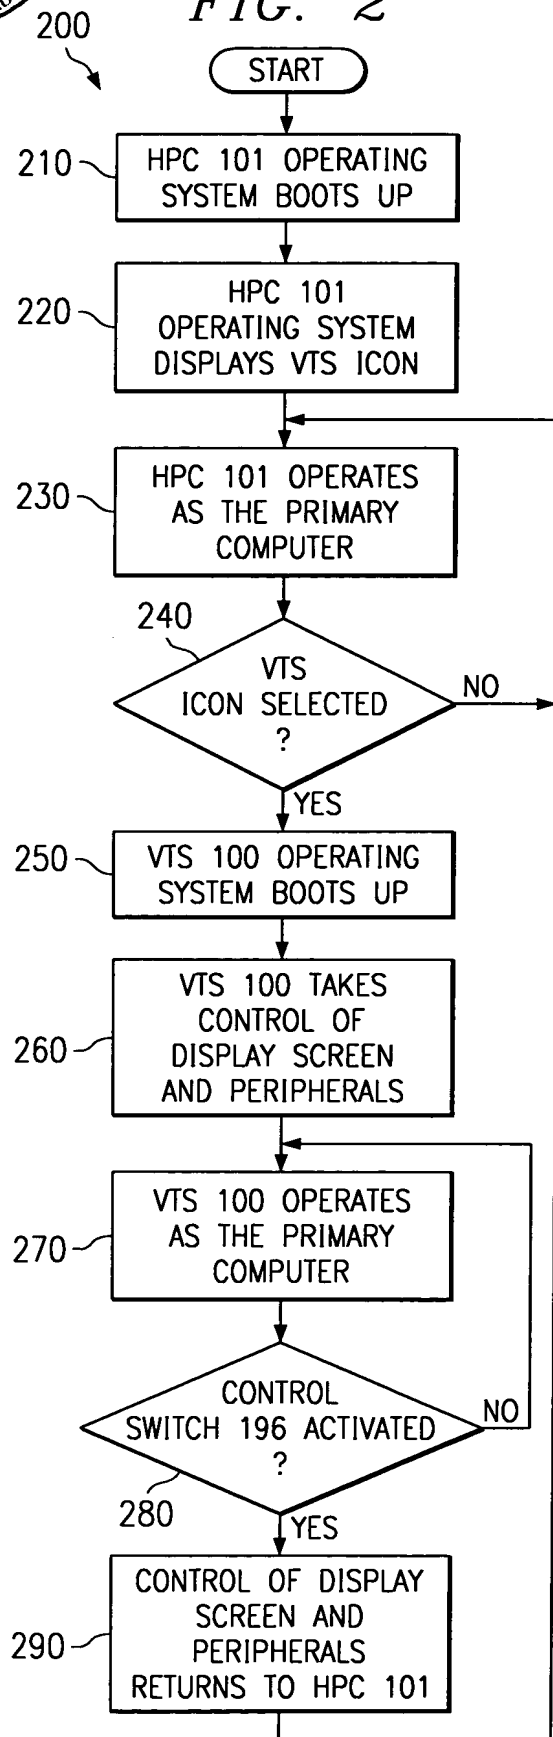 FIG. 2
200
START
210
HPC 101 OPERATING
SYSTEM BOOTS UP
220
HPC 101
OPERATING SYSTEM
DISPLAYS VTS ICON
230
HPC 101 OPERATES
AS THE PRIMARY
COMPUTER
240
VTS
ICON SELECTED
?
NO
YES
250
VTS 100 OPERATING
SYSTEM BOOTS UP
260
VTS 100 TAKES
CONTROL OF
DISPLAY SCREEN
AND PERIPHERALS
270
VTS 100 OPERATES
AS THE PRIMARY
COMPUTER
CONTROL
SWITCH 196 ACTIVATED
?
NO
280
YES
290
CONTROL OF DISPLAY
SCREEN AND
PERIPHERALS
RETURNS TO HPC 101